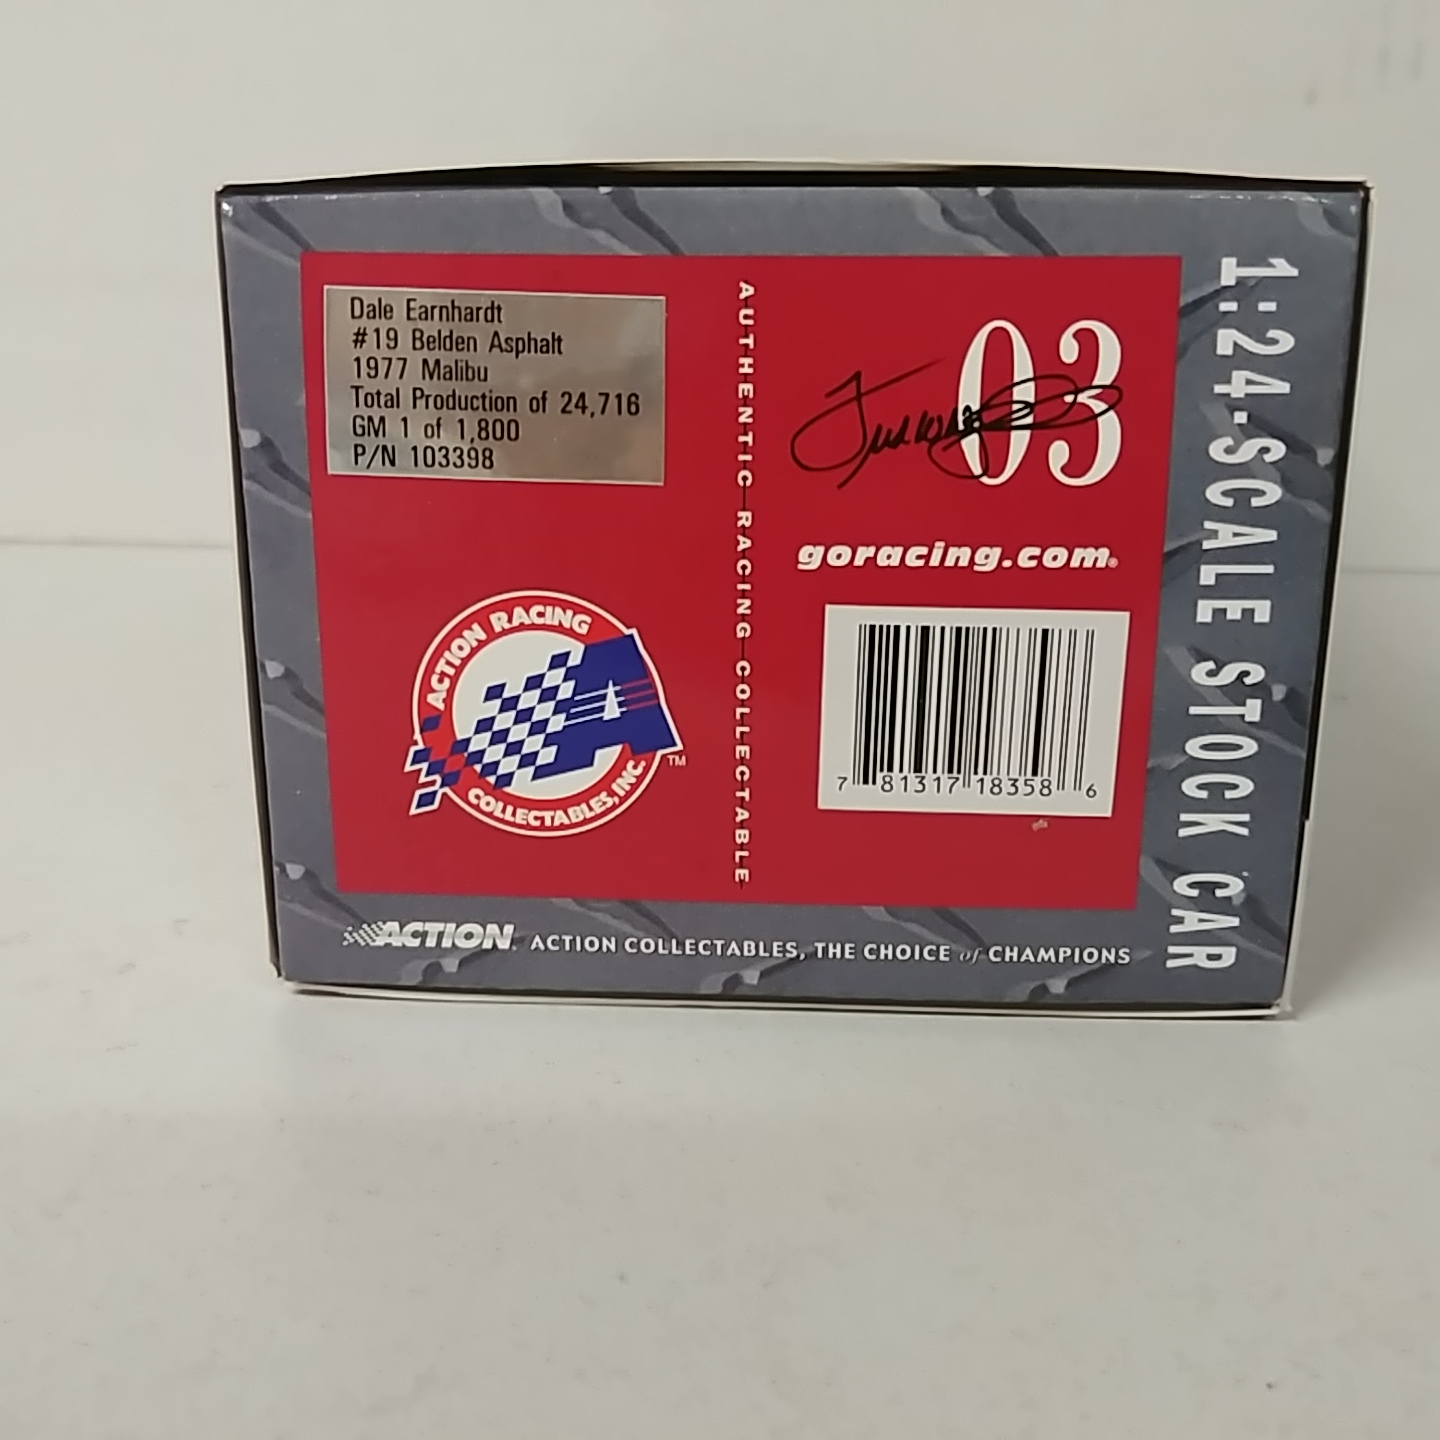 Dale Earnhardt
#19 Belden Asphalt
1977 Malibu
Total Production of 24,716
GM 1 of 1,800
P/N 103398
ACTION RACING
COLLECTABLES, INC.
TM
AUTHENTIC RACING COLLECTABLE
03
goracing.com®
7 81317 18358 6
1:24-SCALE STOCK CAR
ACTION. ACTION COLLECTABLES, THE CHOICE of CHAMPIONS